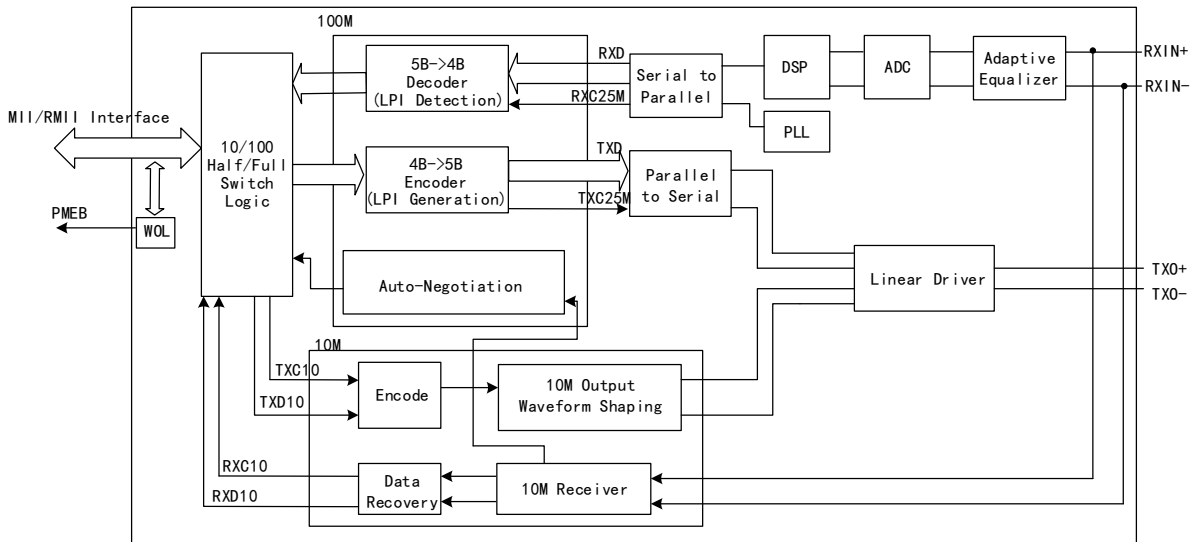 100M
RXIN+
RXIN-
RXD
RXC25M
5B->4B
Decoder
(LPI Detection)
Serial to
Parallel
DSP
ADC
Adaptive
Equalizer
PLL
MII/RMII Interface
10/100
Half/Full
Switch
Logic
4B->5B
Encoder
(LPI Generation)
TXD
TXC25M
Parallel
to Serial
PMEB
WOL
Auto-Negotiation
Linear Driver
TXO+
TXO-
10M
TXC10
TXD10
Encode
10M Output
Waveform Shaping
RXC10
RXD10
Data
Recovery
10M Receiver